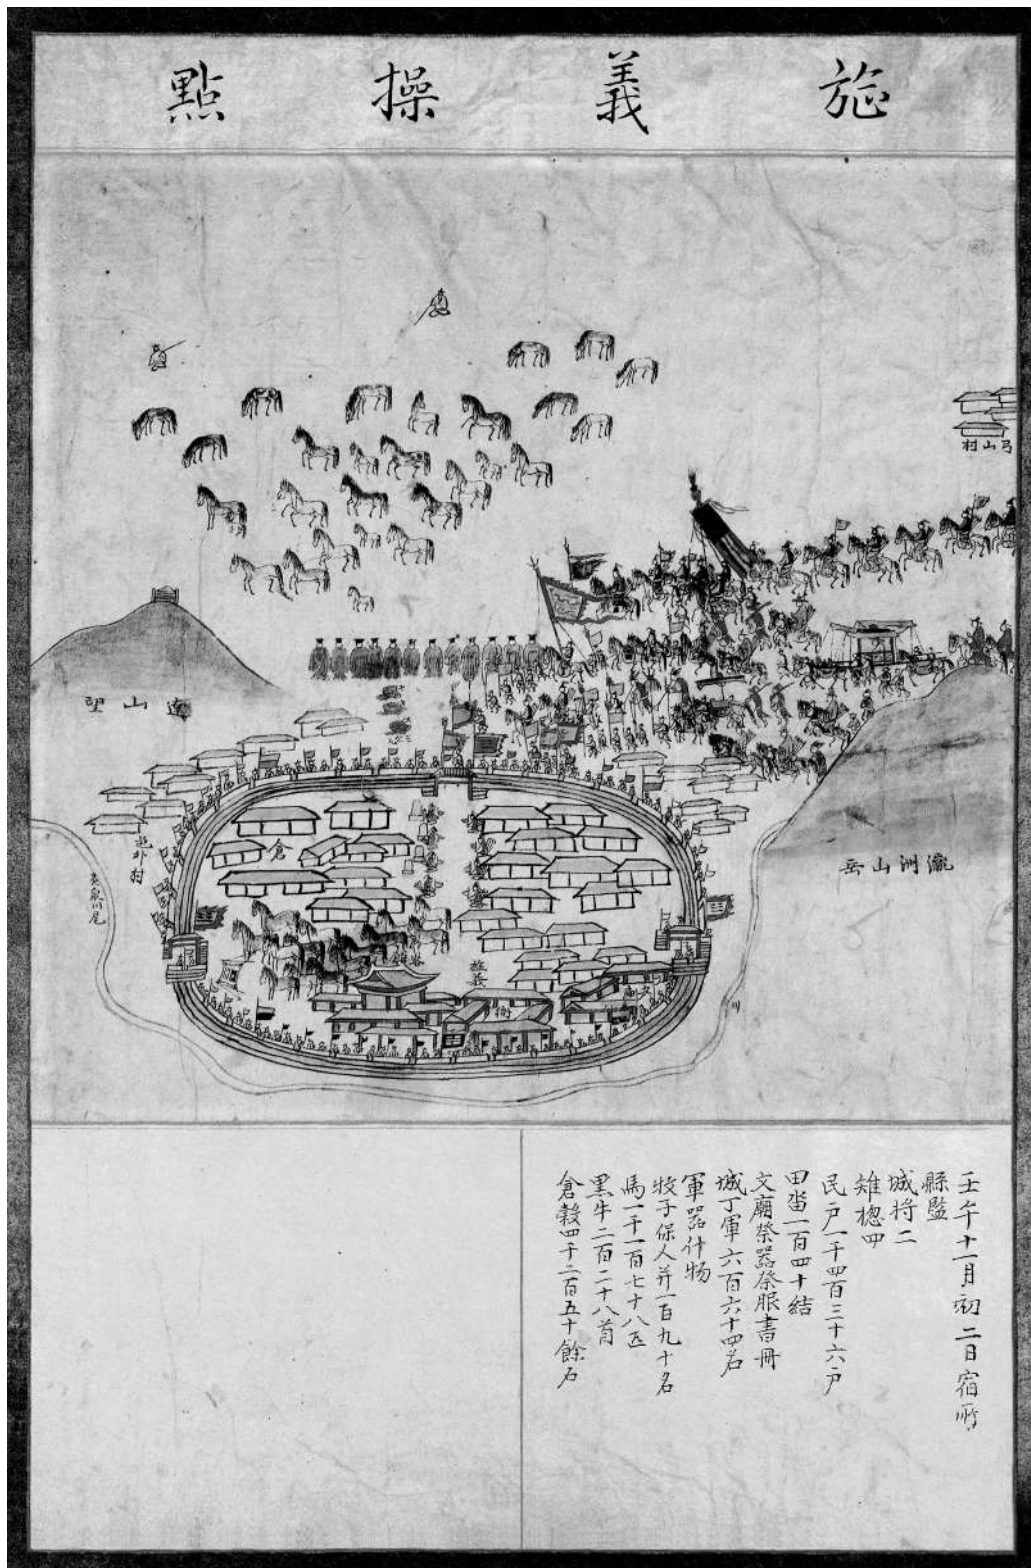 旌義操點
弓山村
達山望
瀛洲山岳
倉
川
壬午十一月初二日宿所
縣監
城將二
雉摠四
民戶一千四百三十六戶
田畓一百四十結
文廟祭器祭服書冊
城丁軍六百六十四名
軍器什物
牧子保人幷一百九十名
馬一千一百七十八匹
黑牛二百二十八首
倉穀四千二百五十餘石